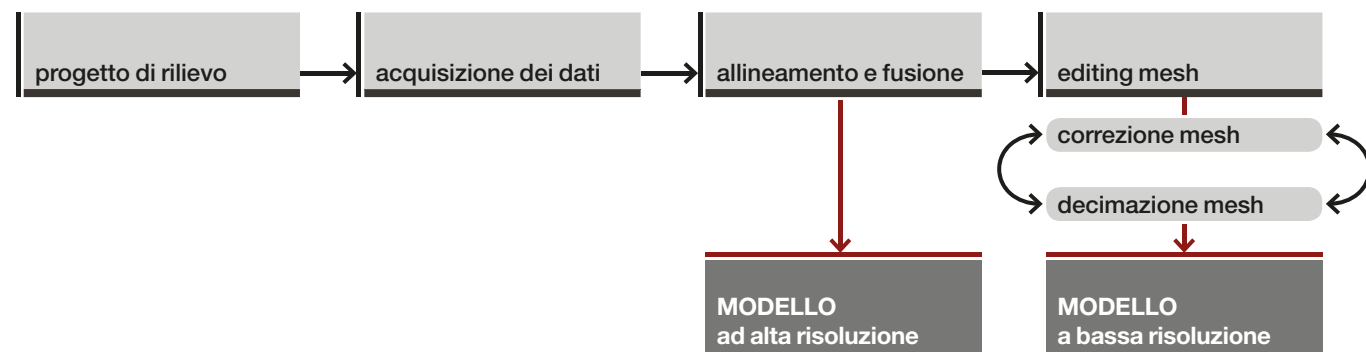 progetto di rilievo
acquisizione dei dati
allineamento e fusione
editing mesh
correzione mesh
decimazione mesh
MODELLO
ad alta risoluzione
MODELLO
a bassa risoluzione